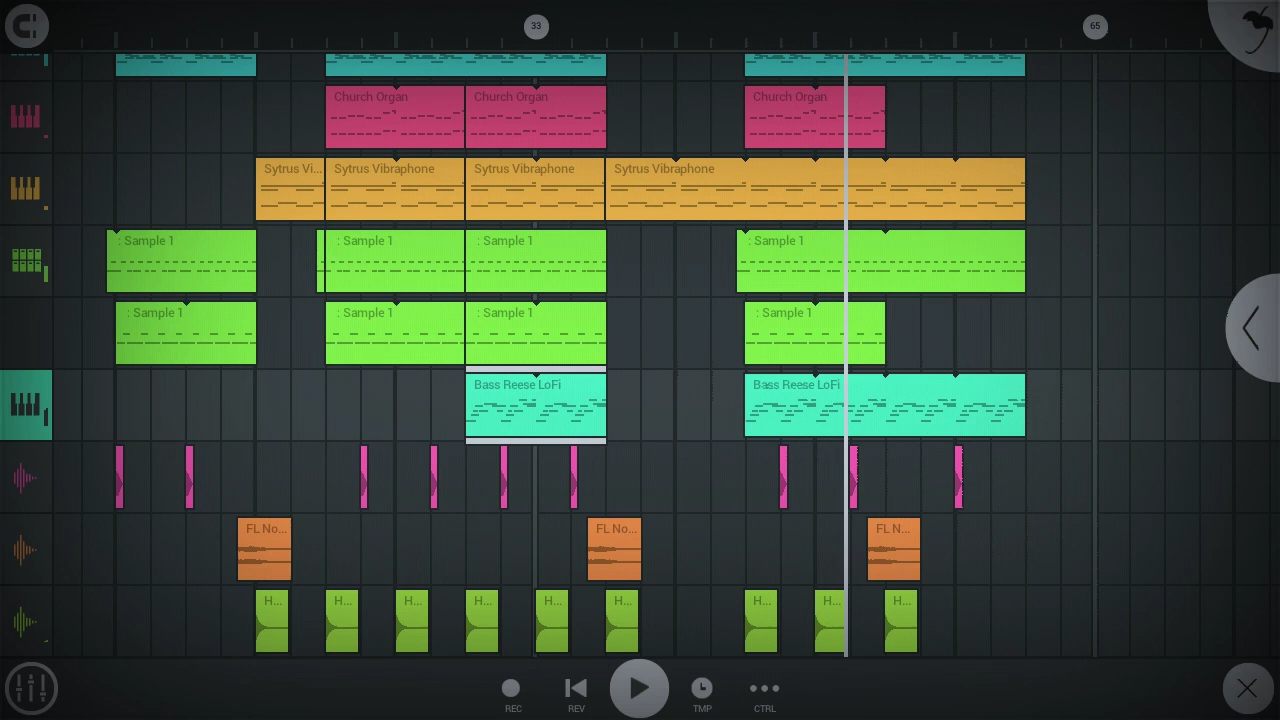 33
65
Church Organ
Church Organ
Church Organ
Sytrus Vi...
Sytrus Vibraphone
Sytrus Vibraphone
Sytrus Vibraphone
: Sample 1
: Sample 1
: Sample 1
: Sample 1
: Sample 1
: Sample 1
: Sample 1
: Sample 1
Bass Reese LoFi
Bass Reese LoFi
FL No...
FL No...
FL N...
H...
H...
H...
H...
H...
H...
H...
H...
H...
REC
REV
TMP
CTRL